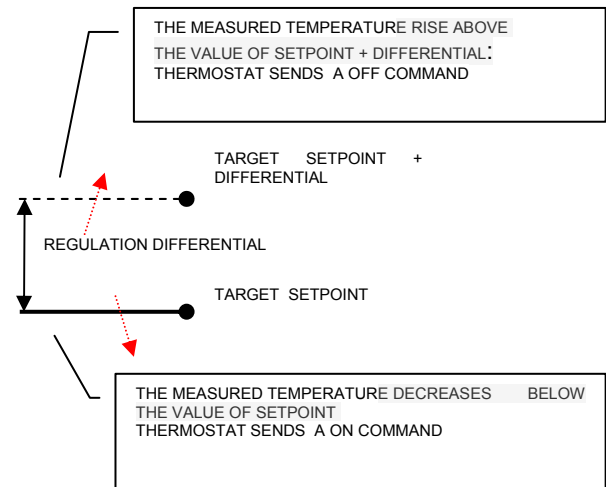 THE MEASURED TEMPERATURE RISE ABOVE
THE VALUE OF SETPOINT + DIFFERENTIAL:
THERMOSTAT SENDS A OFF COMMAND
TARGET SETPOINT +
DIFFERENTIAL
REGULATION DIFFERENTIAL
TARGET SETPOINT
THE MEASURED TEMPERATURE DECREASES BELOW
THE VALUE OF SETPOINT
THERMOSTAT SENDS A ON COMMAND